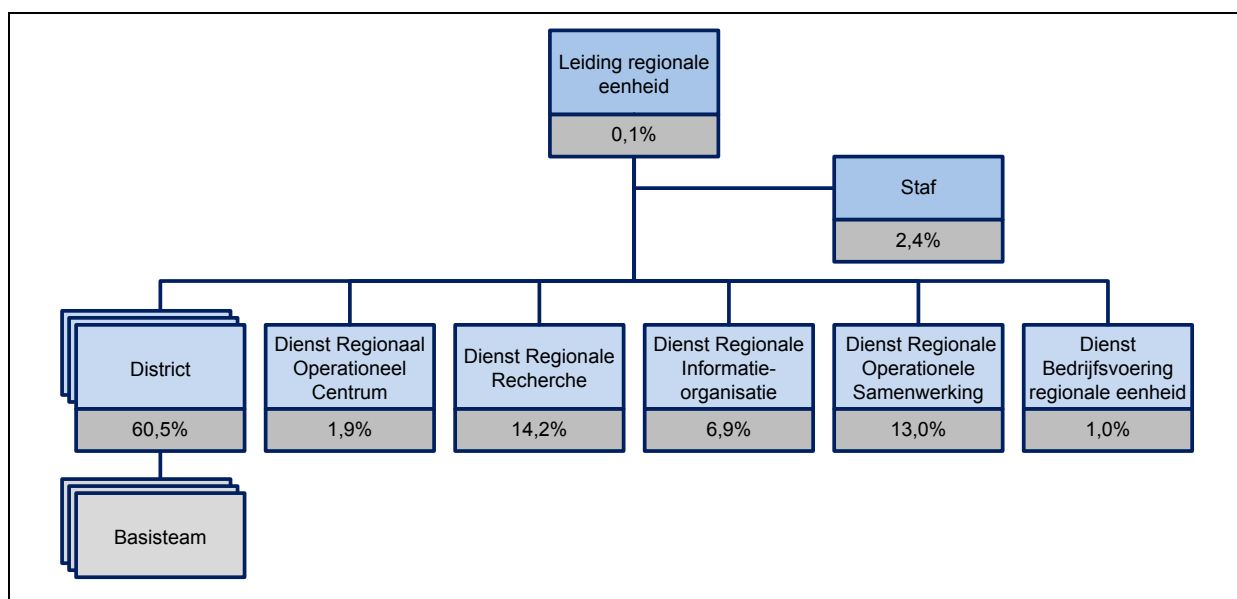 Leiding regionale
eenheid
0,1%
Staf
2,4%
District
60,5%
Dienst Regionaal
Operationeel
Centrum
1,9%
Dienst Regionale
Recherche
14,2%
Dienst Regionale
Informatie-
organisatie
6,9%
Dienst Regionale
Operationele
Samenwerking
13,0%
Dienst
Bedrijfsvoering
regionale eenheid
1,0%
Basisteam